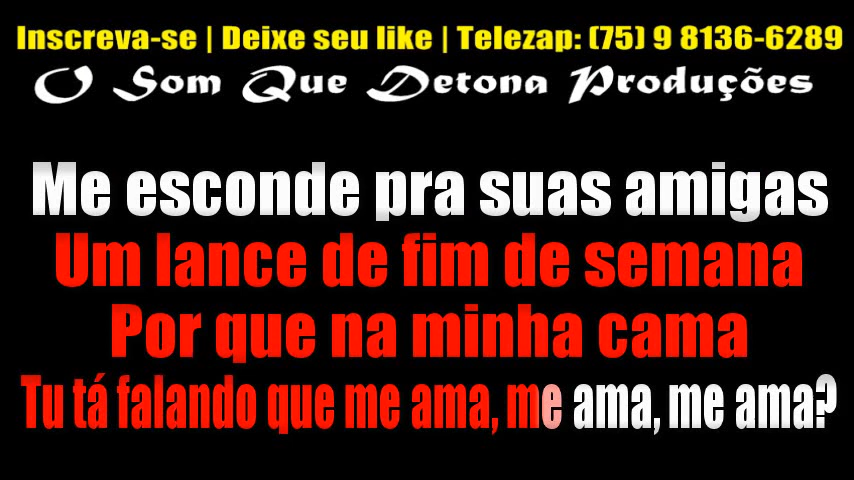 Inscreva-se | Deixe seu like | Telezap: (75) 9 8136-6289
O Som Que Detona Produções
Me esconde pra suas amigas
Um lance de fim de semana
Por que na minha cama
Tu tá falando que me ama, me ama, me ama?